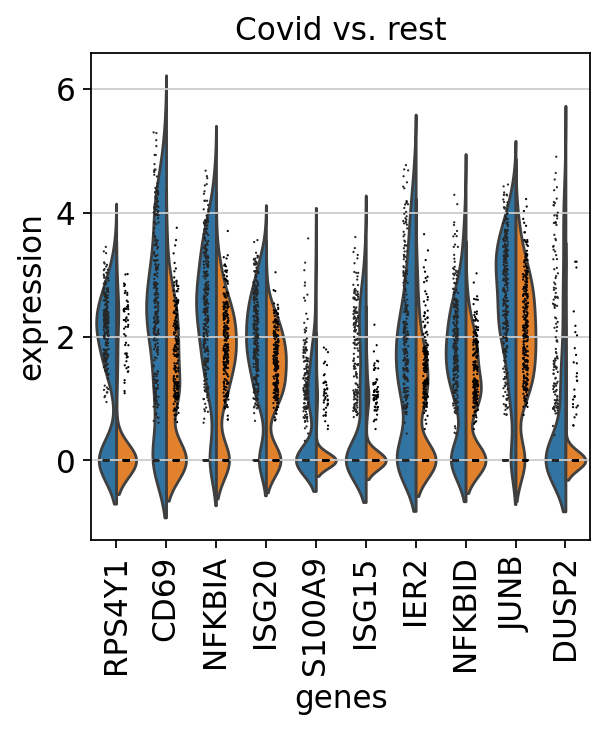 Covid vs. rest
expression
6
4
2
0
RPS4Y1
CD69
NFKBIA
ISG20
S100A9
ISG15
IER2
NFKBID
JUNB
DUSP2
genes